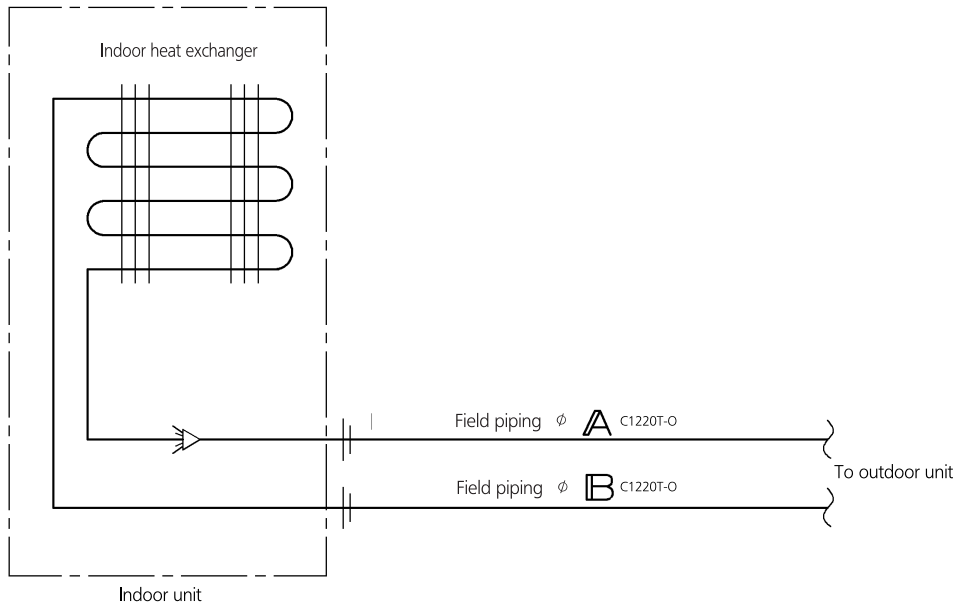 Indoor heat exchanger
Field piping φ A C1220T-O
To outdoor unit
Field piping φ B C1220T-O
Indoor unit